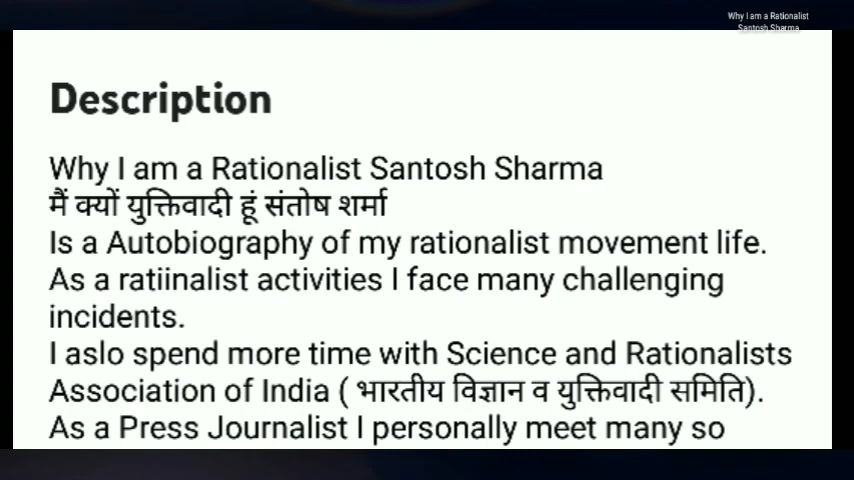 Why I am a Rationalist
Santosh Sharma
Description
Why I am a Rationalist Santosh Sharma
मैं क्यों युक्तिवादी हूं संतोष शर्मा
Is a Autobiography of my rationalist movement life.
As a ratiinalist activities I face many challenging
incidents.
I aslo spend more time with Science and Rationalists
Association of India ( भारतीय विज्ञान व युक्तिवादी समिति).
As a Press Journalist I personally meet many so